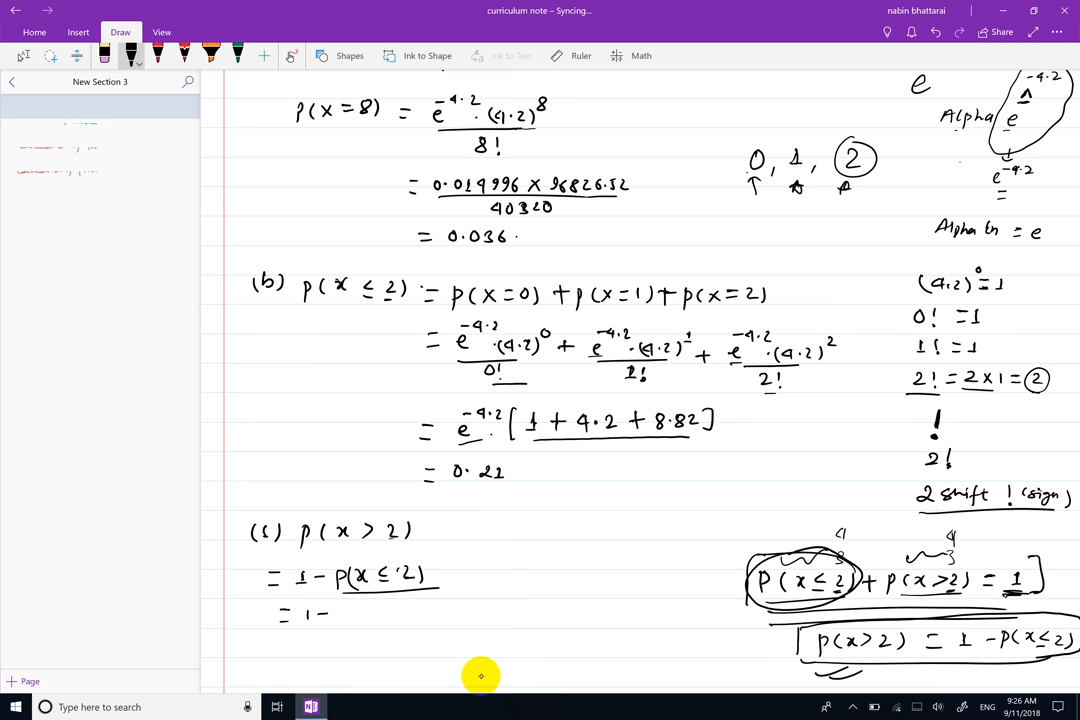 curriculum note – Syncing...
nabin bhattarai
Home Insert Draw View
Share
Shapes Ink to Shape Ink to Text Ruler Math
New Section 3
P(X=8) = e^-4.2 · (4.2)^8 / 8!
= 0.014996 × 96826.52 / 40320
= 0.036.
0, 1, 2
e
Alpha e ^ -4.2
e^-4.2
=
Alpha ln = e
(b) P(x ≤ 2) = P(X=0) + P(X=1) + P(X=2)
= e^-4.2 · (4.2)^0 / 0! + e^-4.2 · (4.2)^1 / 1! + e^-4.2 · (4.2)^2 / 2!
= e^-4.2 · [1 + 4.2 + 8.82]
= 0.21
(4.2)^0 = 1
0! = 1
1! = 1
2! = 2×1 = 2
!
2!
2 shift ! (sign)
(c) P(x > 2)
= 1 - P(x ≤ 2)
= 1 -
4 4
3 3
P(x ≤ 2) + P(x > 2) = 1
P(x > 2) = 1 - P(x ≤ 2)
+ Page
Type here to search
ENG
9:26 AM
9/11/2018